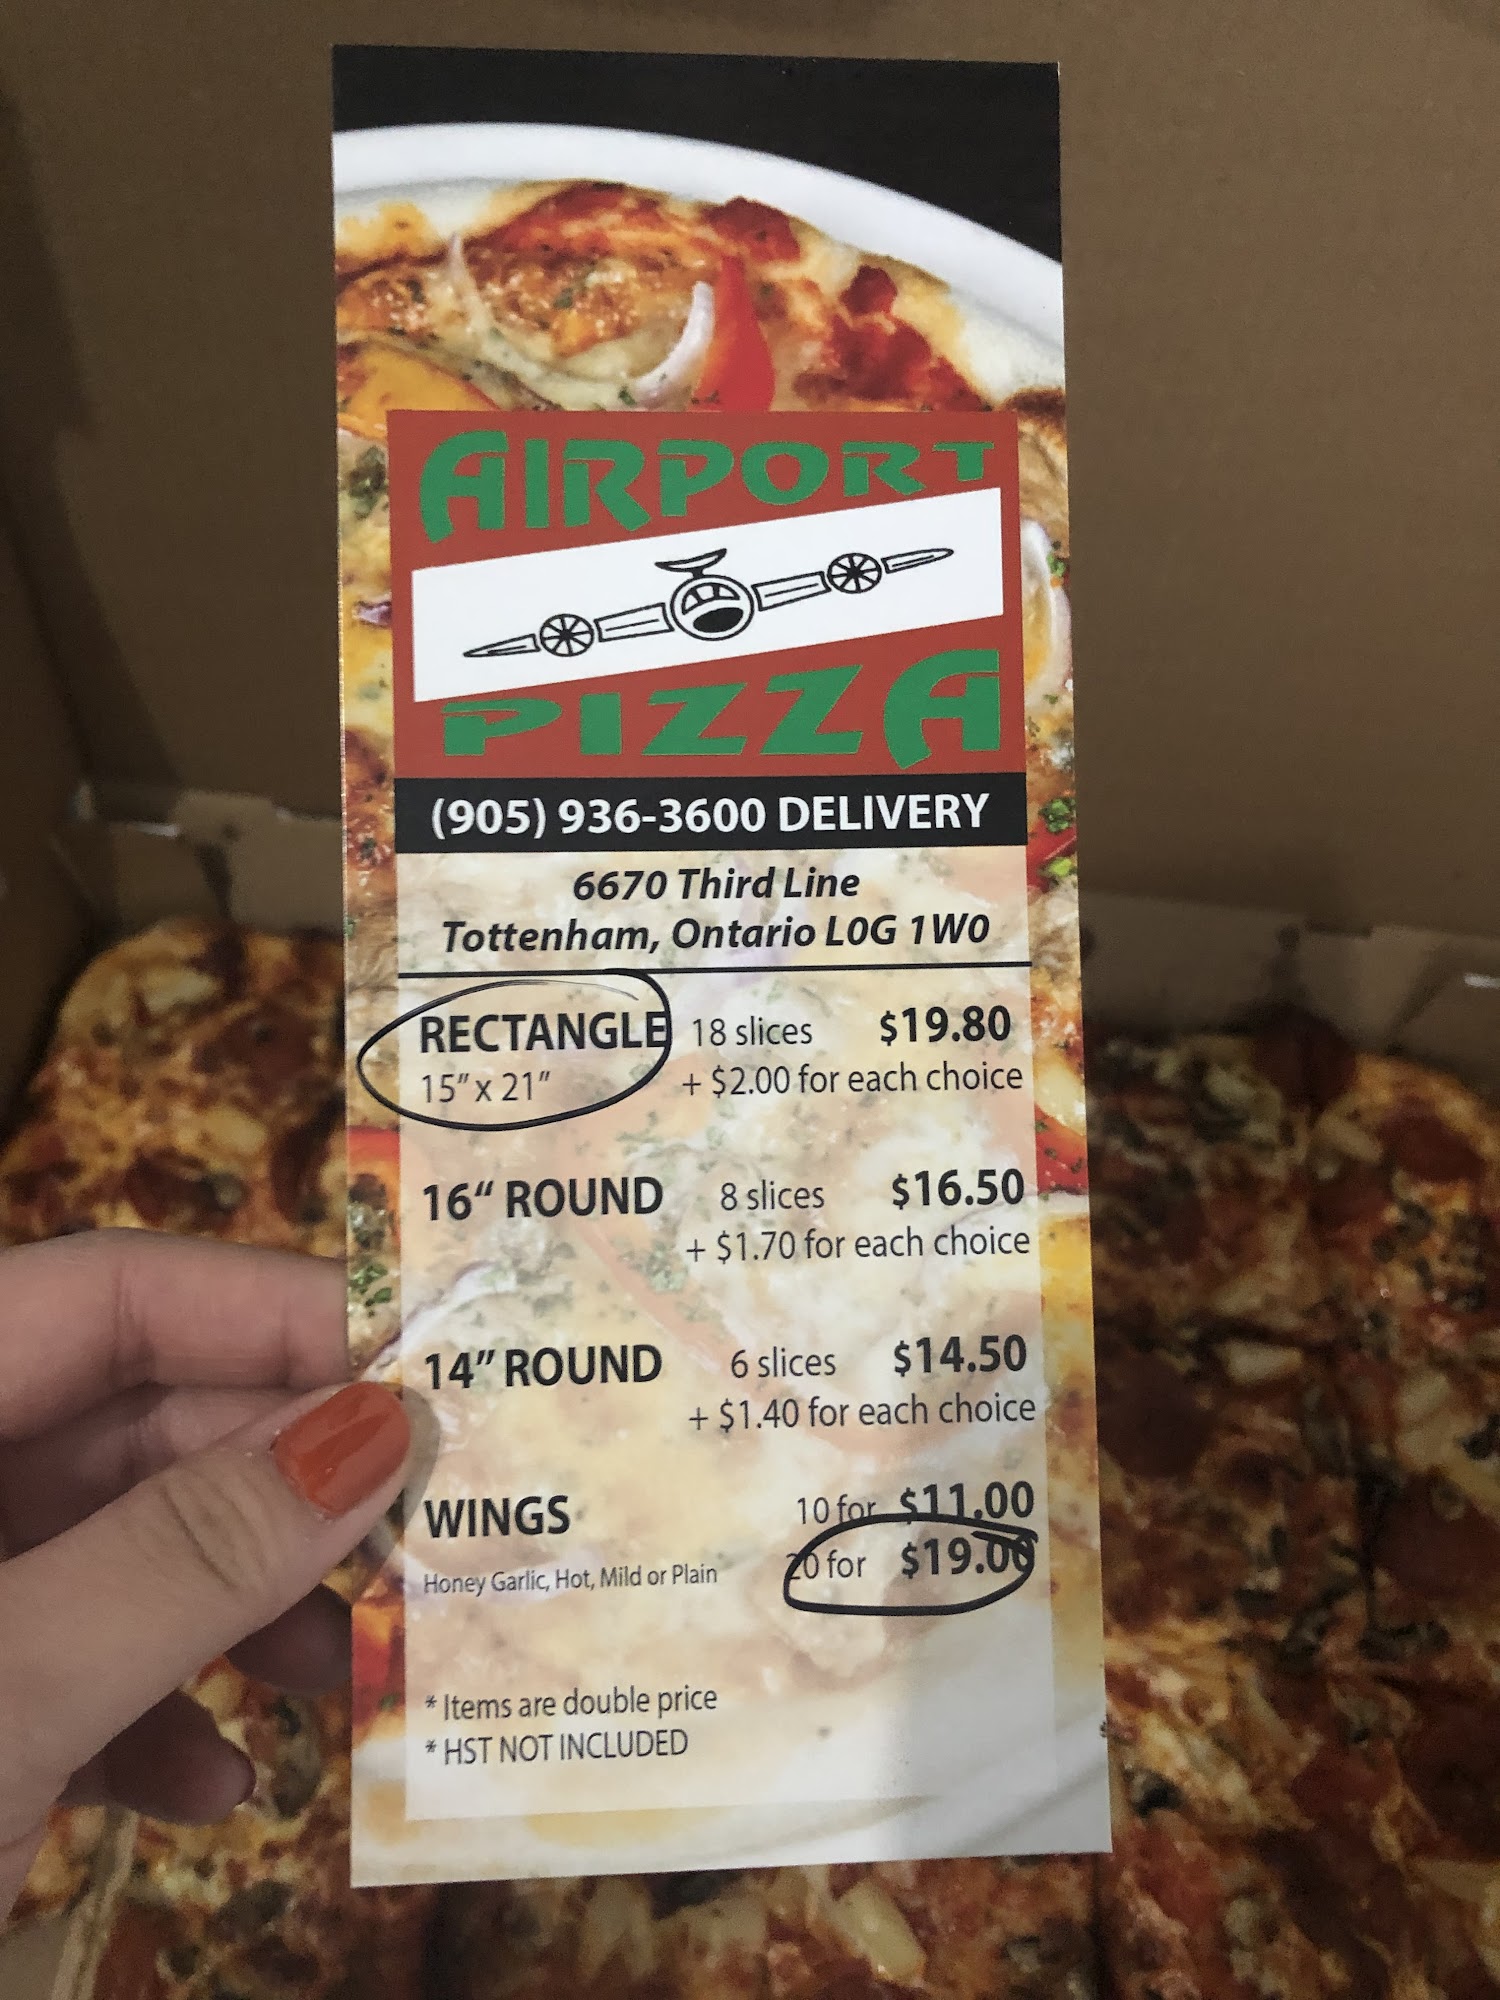 AIRPORT
PIZZA
(905) 936-3600 DELIVERY
6670 Third Line
Tottenham, Ontario L0G 1W0
RECTANGLE 18 slices $19.80
15" x 21" + $2.00 for each choice
16“ ROUND 8 slices $16.50
+ $1.70 for each choice
14” ROUND 6 slices $14.50
+ $1.40 for each choice
WINGS 10 for $11.00
Honey Garlic, Hot, Mild or Plain 20 for $19.00
* Items are double price
* HST NOT INCLUDED